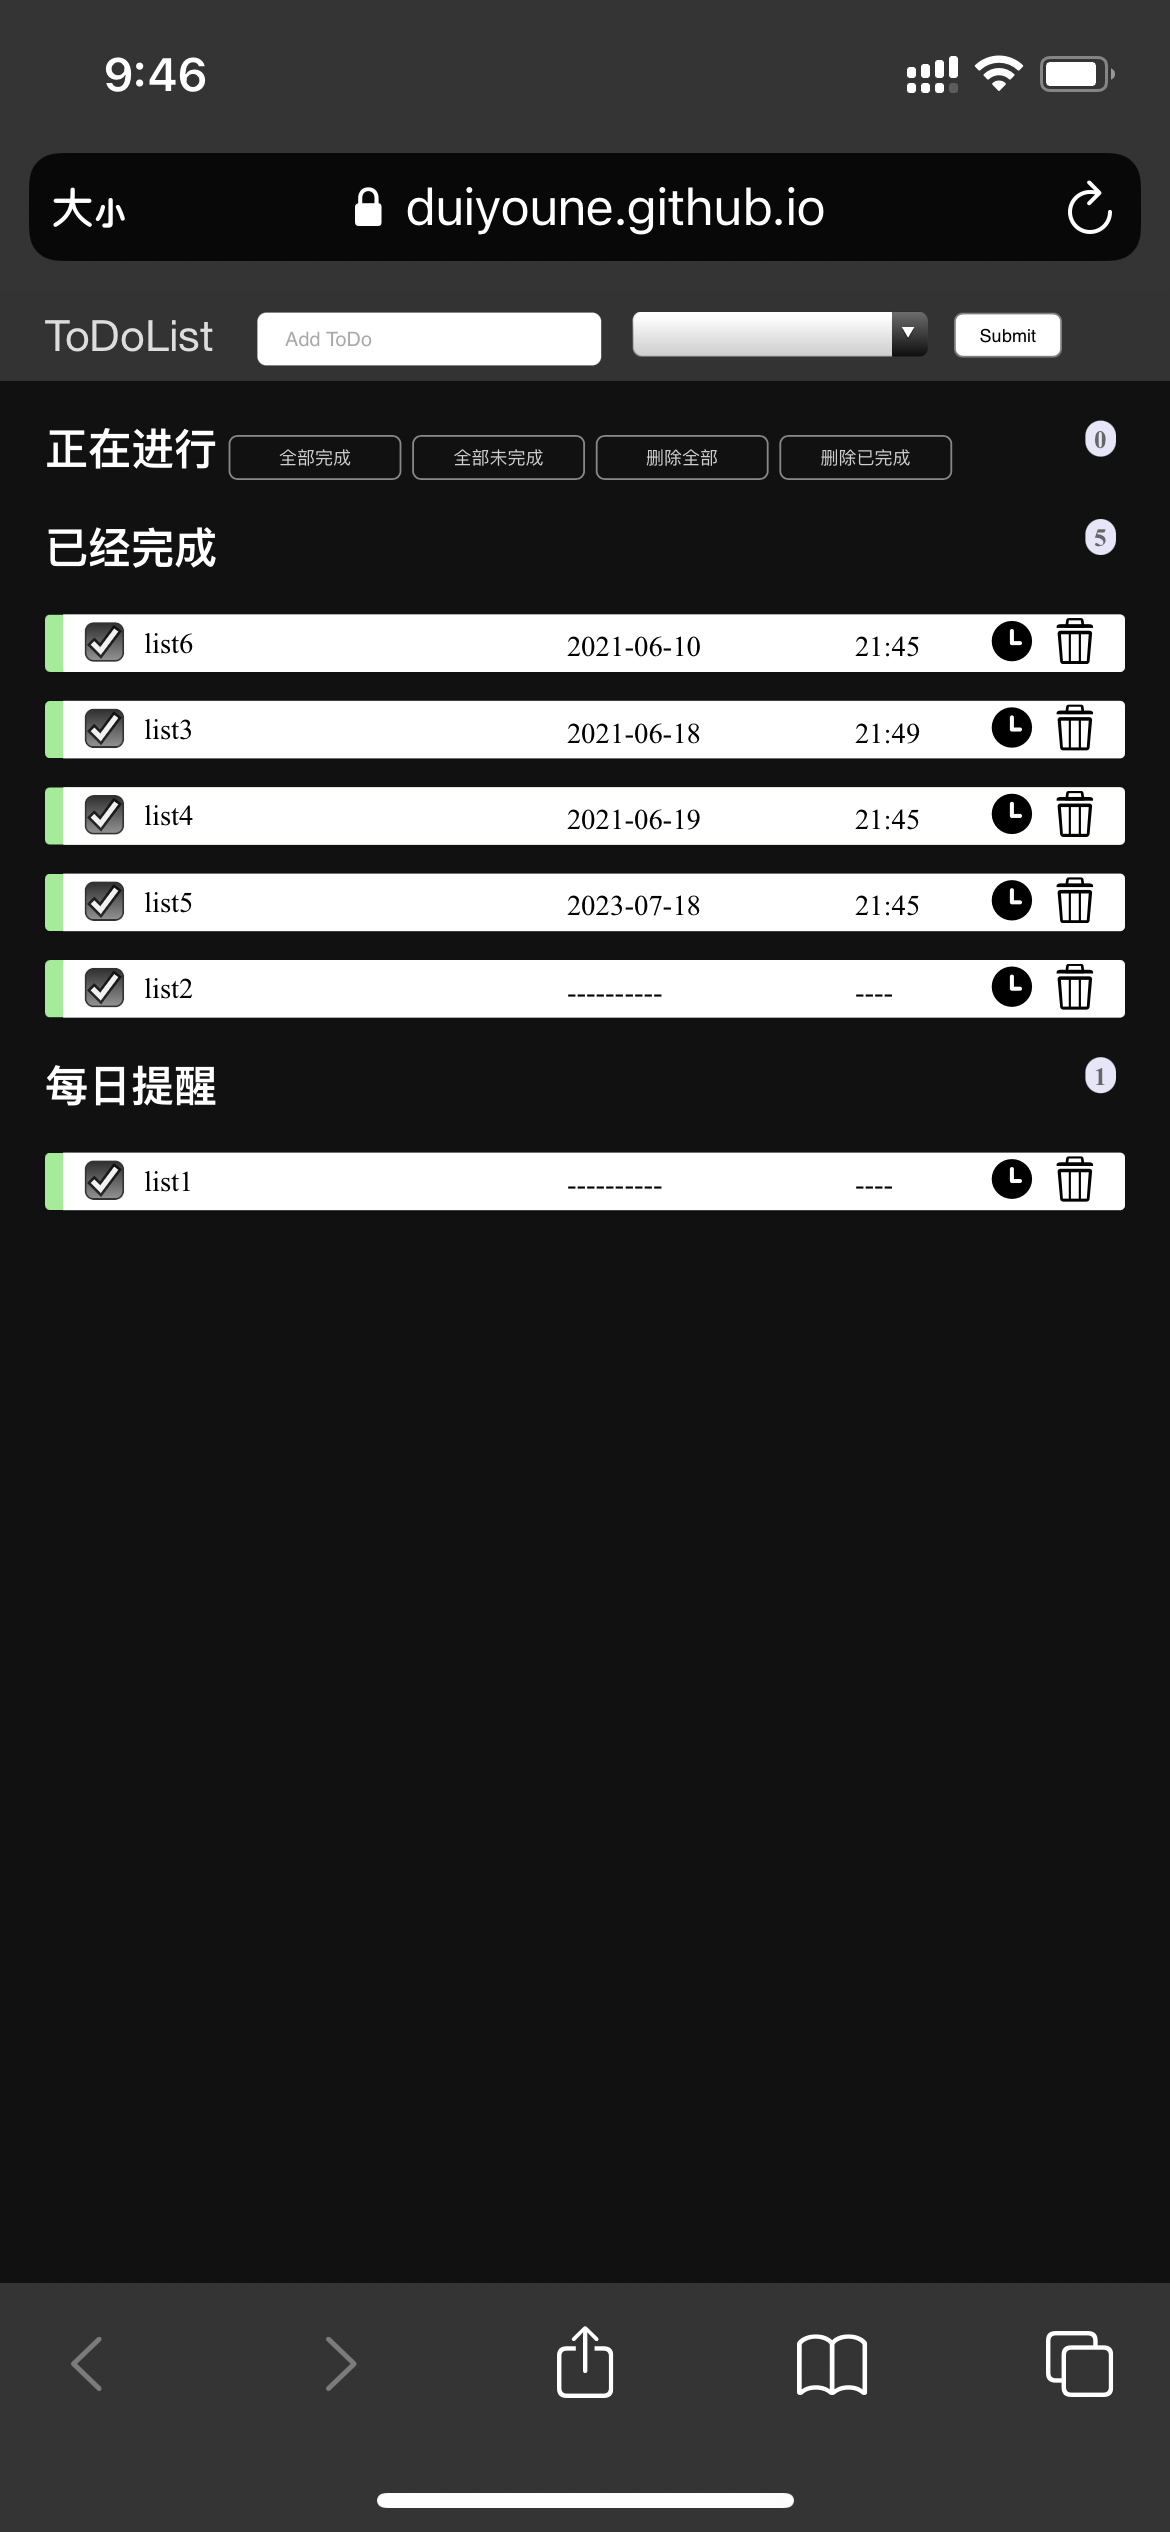 9:46
大小 duiyoune.github.io
ToDoList Add ToDo Submit
正在进行 全部完成 全部未完成 删除全部 删除已完成 0
已经完成 5
list6 2021-06-10 21:45
list3 2021-06-18 21:49
list4 2021-06-19 21:45
list5 2023-07-18 21:45
list2 ---------- ----
每日提醒 1
list1 ---------- ----